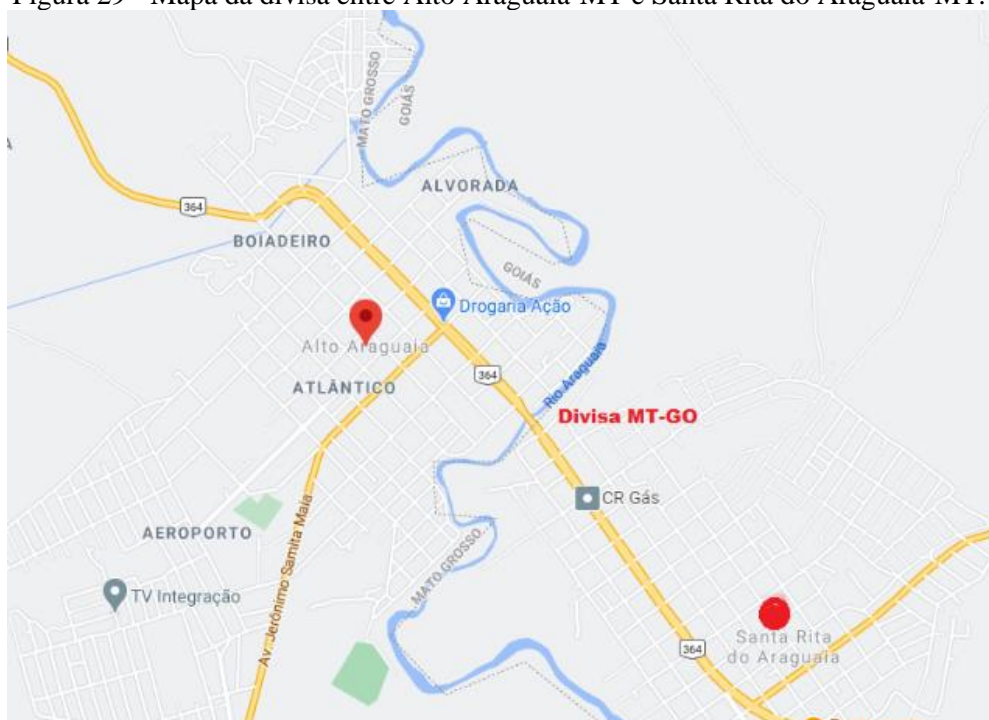 Figura 29 - Mapa da divisa entre Alto Araguaia-MT e Santa Rita do Araguaia-MT.
MATO GROSSO
GOIÁS
ALVORADA
364
BOIADEIRO
GOIÁS
Drogaria Ação
Alto Araguaia
Rio Araguaia
364
ATLÂNTICO
Divisa MT-GO
CR Gás
Av. Jerônimo Samita Maia
AEROPORTO
MATO GROSSO
TV Integração
Santa Rita
do Araguaia
364